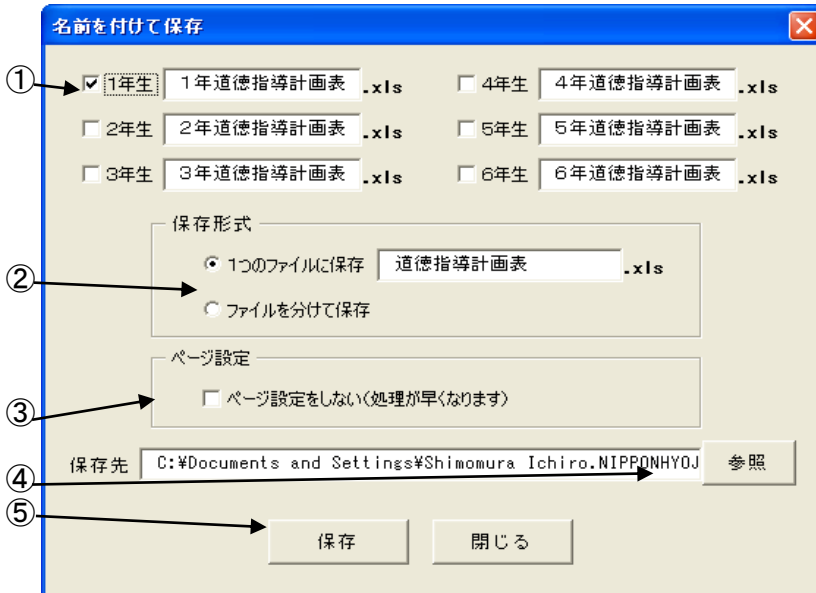 名前を付けて保存
① 1年生 1年道徳指導計画表 .xls 4年生 4年道徳指導計画表 .xls
2年生 2年道徳指導計画表 .xls 5年生 5年道徳指導計画表 .xls
3年生 3年道徳指導計画表 .xls 6年生 6年道徳指導計画表 .xls
保存形式
② 1つのファイルに保存 道徳指導計画表 .xls
ファイルを分けて保存
ページ設定
③ ページ設定をしない(処理が早くなります)
保存先 C:¥Documents and Settings¥Shimomura Ichiro.NIPPONHYOJ 参照
④
⑤ 保存 閉じる